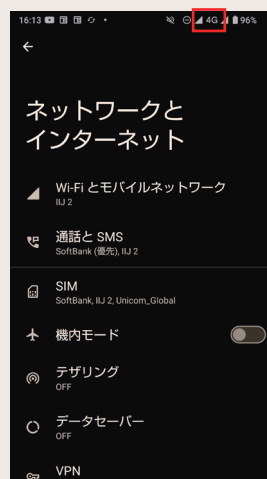 16:13
4G
96%
ネットワークと
インターネット
Wi-Fi とモバイルネットワーク
IIJ 2
通話と SMS
SoftBank (優先), IIJ 2
SIM
SoftBank, IIJ 2, Unicom_Global
機内モード
テザリング
OFF
データセーバー
OFF
VPN